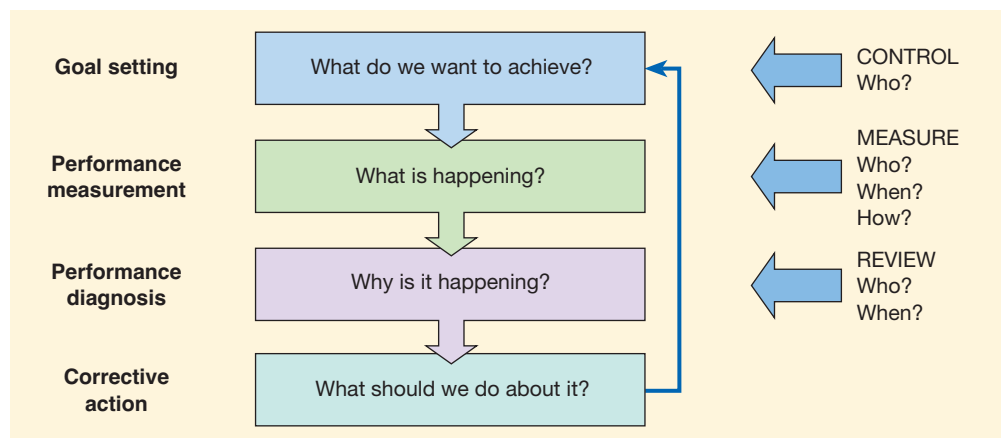 Goal setting
What do we want to achieve?
CONTROL
Who?
Performance
measurement
What is happening?
MEASURE
Who?
When?
How?
Performance
diagnosis
Why is it happening?
REVIEW
Who?
When?
Corrective
action
What should we do about it?